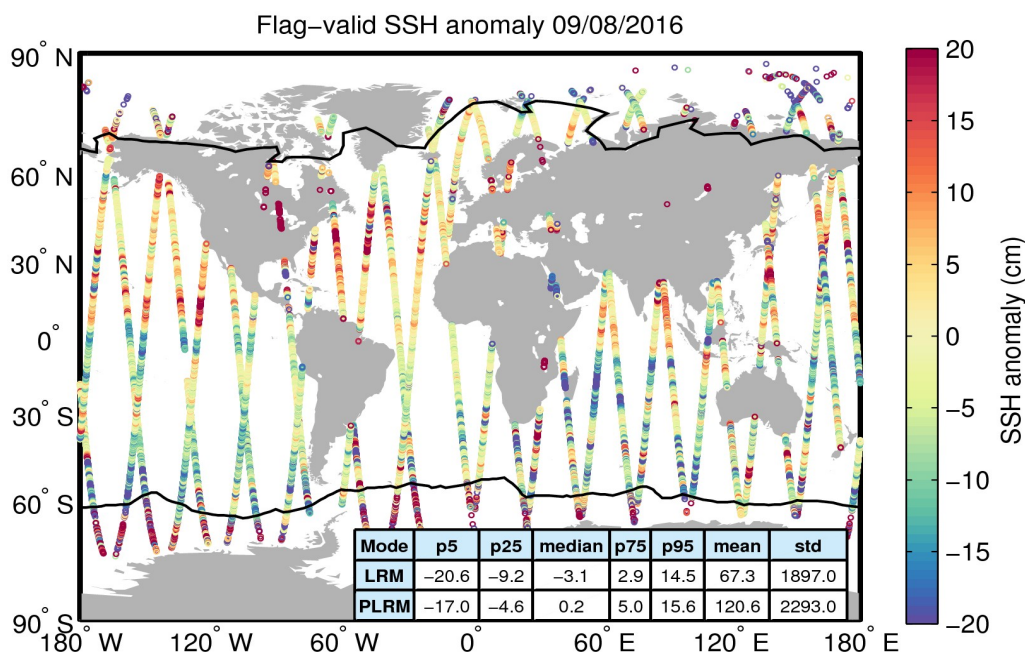 Flag−valid SSH anomaly 09/08/2016
90° N
60° N
30° N
0°
30° S
60° S
90° S
180° W
120° W
60° W
0°
60° E
120° E
180° E
Mode p5 p25 median p75 p95 mean std
LRM −20.6 −9.2 −3.1 2.9 14.5 67.3 1897.0
PLRM −17.0 −4.6 0.2 5.0 15.6 120.6 2293.0
20
15
10
5
0
−5
−10
−15
−20
SSH anomaly (cm)